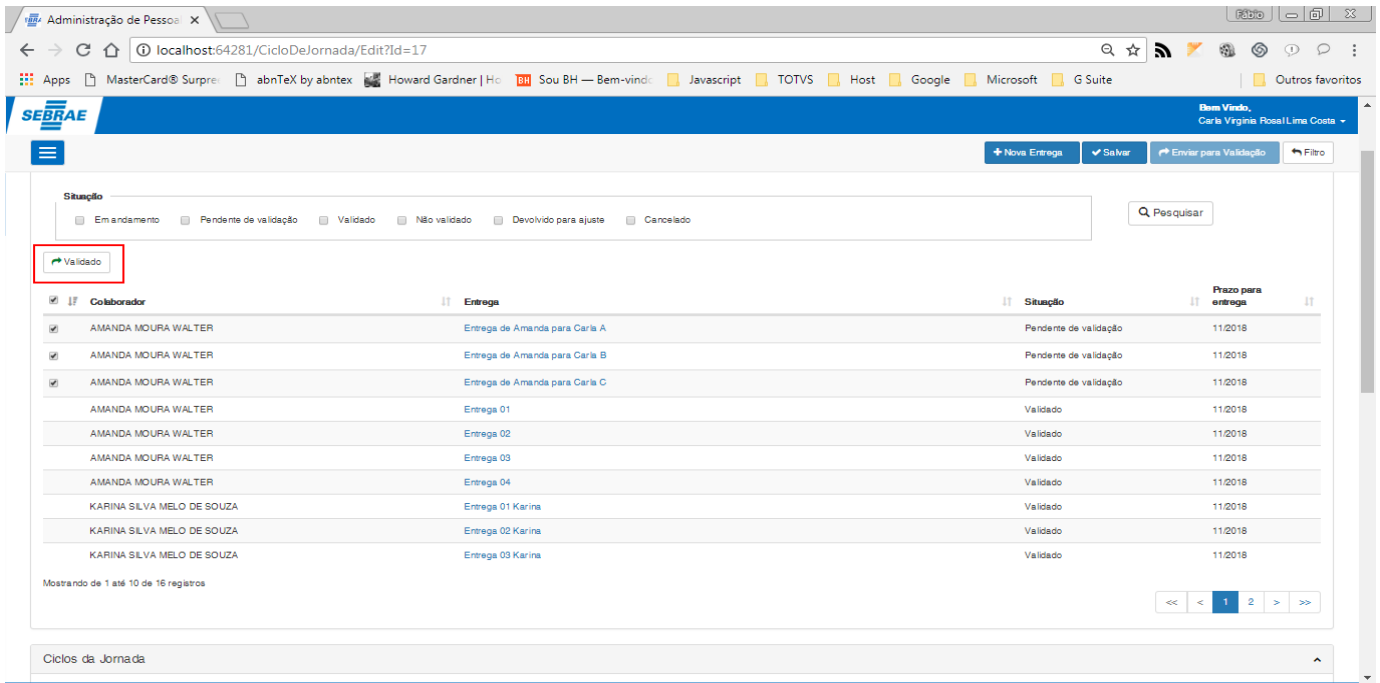 Administração de Pessoal
Fábio
localhost:64281/CicloDeJornada/Edit?Id=17
Apps MasterCard® Surpre abnTeX by abntex Howard Gardner | Ho Sou BH — Bem-vindo Javascript TOTVS Host Google Microsoft G Suite Outros favoritos
SEBRAE
Bem Vindo,
Carla Virginia Rosal Lima Costa
Nova Entrega Salvar Enviar para Validação Filtro
Situação
Em andamento Pendente de validação Validado Não validado Devolvido para ajuste Cancelado
Pesquisar
Validado
Colaborador Entrega Situação Prazo para entrega
AMANDA MOURA WALTER Entrega de Amanda para Carla A Pendente de validação 11/2018
AMANDA MOURA WALTER Entrega de Amanda para Carla B Pendente de validação 11/2018
AMANDA MOURA WALTER Entrega de Amanda para Carla C Pendente de validação 11/2018
AMANDA MOURA WALTER Entrega 01 Validado 11/2018
AMANDA MOURA WALTER Entrega 02 Validado 11/2018
AMANDA MOURA WALTER Entrega 03 Validado 11/2018
AMANDA MOURA WALTER Entrega 04 Validado 11/2018
KARINA SILVA MELO DE SOUZA Entrega 01 Karina Validado 11/2018
KARINA SILVA MELO DE SOUZA Entrega 02 Karina Validado 11/2018
KARINA SILVA MELO DE SOUZA Entrega 03 Karina Validado 11/2018
Mostrando de 1 até 10 de 16 registros
<< < 1 2 > >>
Ciclos da Jornada